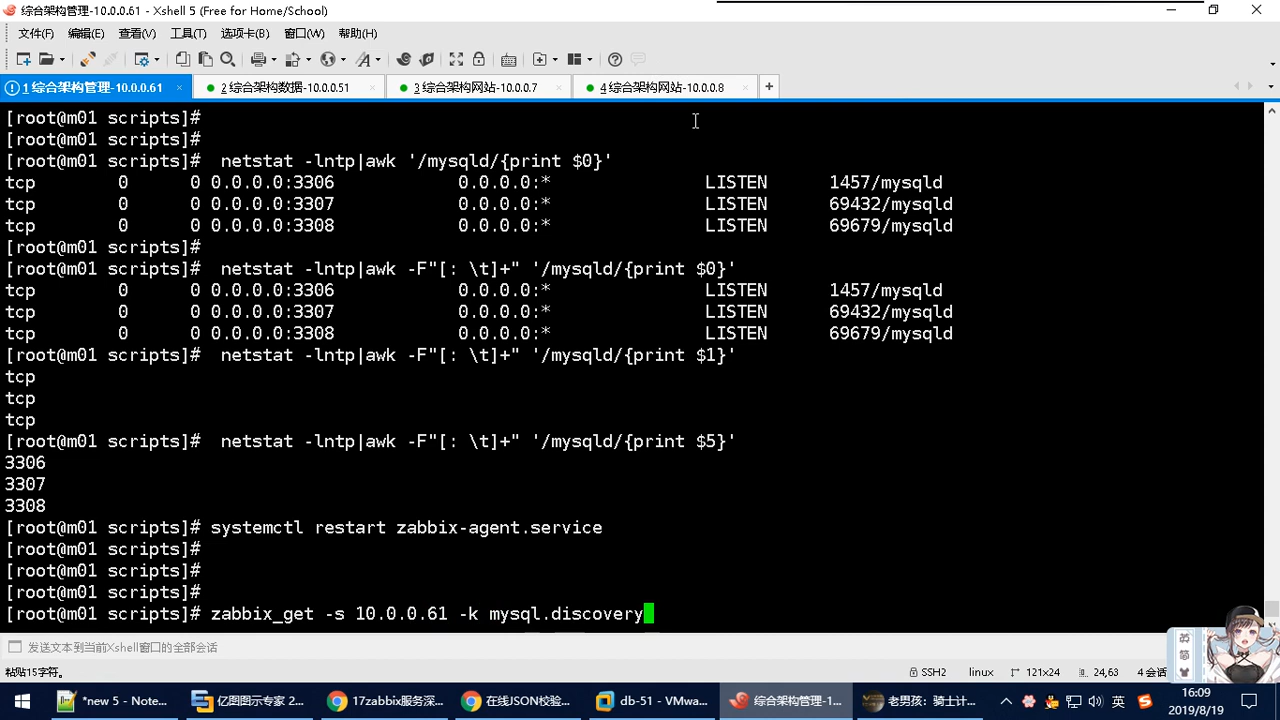 综合架构管理-10.0.0.61 - Xshell 5 (Free for Home/School)
文件(F) 编辑(E) 查看(V) 工具(T) 选项卡(B) 窗口(W) 帮助(H)
1 综合架构管理-10.0.0.61 × 2 综合架构数据-10.0.0.51 × 3 综合架构网站-10.0.0.7 × 4 综合架构网站-10.0.0.8 × +
[root@m01 scripts]#
[root@m01 scripts]#
[root@m01 scripts]#  netstat -lntp|awk '/mysqld/{print $0}'
tcp        0      0 0.0.0.0:3306            0.0.0.0:*               LISTEN      1457/mysqld
tcp        0      0 0.0.0.0:3307            0.0.0.0:*               LISTEN      69432/mysqld
tcp        0      0 0.0.0.0:3308            0.0.0.0:*               LISTEN      69679/mysqld
[root@m01 scripts]#
[root@m01 scripts]#  netstat -lntp|awk -F"[: \t]+" '/mysqld/{print $0}'
tcp        0      0 0.0.0.0:3306            0.0.0.0:*               LISTEN      1457/mysqld
tcp        0      0 0.0.0.0:3307            0.0.0.0:*               LISTEN      69432/mysqld
tcp        0      0 0.0.0.0:3308            0.0.0.0:*               LISTEN      69679/mysqld
[root@m01 scripts]#  netstat -lntp|awk -F"[: \t]+" '/mysqld/{print $1}'
tcp
tcp
tcp
[root@m01 scripts]#  netstat -lntp|awk -F"[: \t]+" '/mysqld/{print $5}'
3306
3307
3308
[root@m01 scripts]# systemctl restart zabbix-agent.service
[root@m01 scripts]#
[root@m01 scripts]#
[root@m01 scripts]#
[root@m01 scripts]# zabbix_get -s 10.0.0.61 -k mysql.discovery
发送文本到当前Xshell窗口的全部会话
英
简
粘贴15字符。 SSH2 linux 121x24 24,63 4 会话
*new 5 - Note... 亿图图示专家 2... 17zabbix服务深... 在线JSON校验... db-51 - VMwa... 综合架构管理-1... 老男孩: 骑士计... 英 16:09
2019/8/19